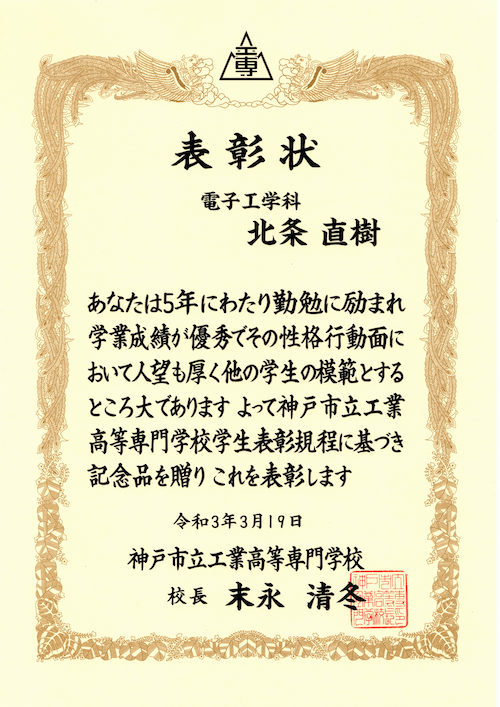 高専
表彰状
電子工学科
北条 直樹
あなたは5年にわたり勤勉に励まれ
学業成績が優秀でその性格行動面に
おいて人望も厚く他の学生の模範とする
ところ大であります よって神戸市立工業
高等専門学校学生表彰規程に基づき
記念品を贈り これを表彰します
令和3年3月19日
神戸市立工業高等専門学校
校長 末永 清冬